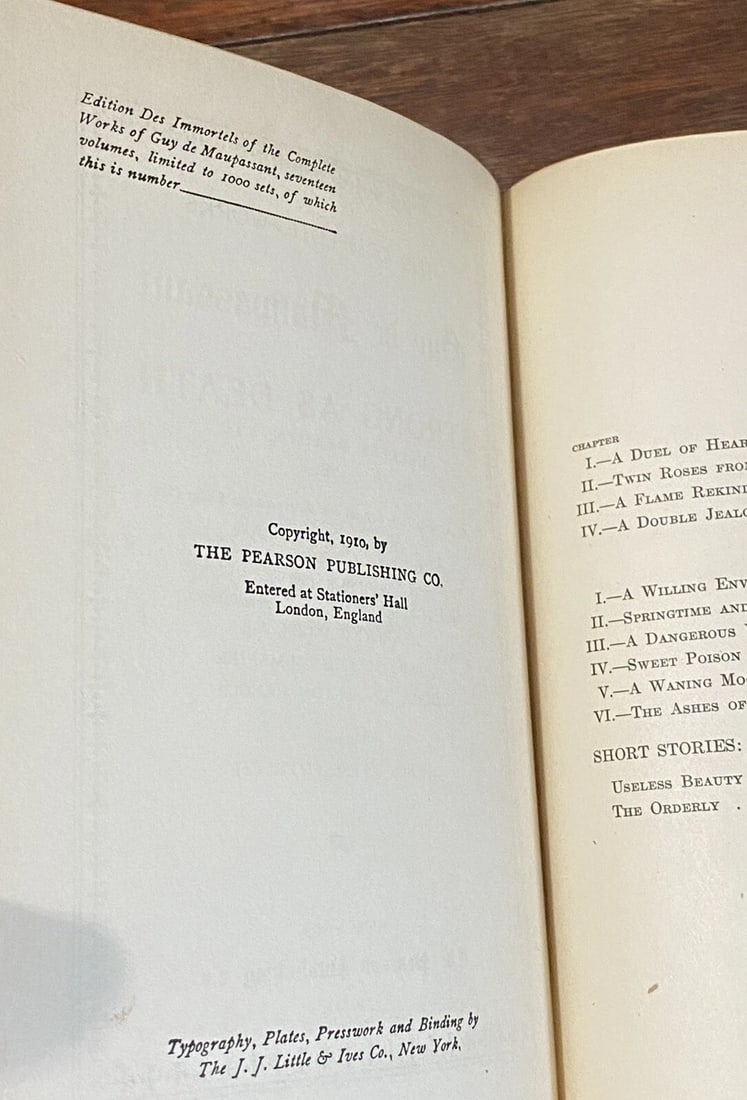 Edition Des Immortels of the Complete
Works of Guy de Maupassant, seventeen
volumes, limited to 1000 sets, of which
this is number
Copyright, 1910, by
THE PEARSON PUBLISHING CO.
Entered at Stationers' Hall
London, England
Typography, Plates, Presswork and Binding by
The J. J. Little & Ives Co., New York.
CHAPTER
I.—A DUEL OF
II.—TWIN ROSES
III.—A FLAME
IV.—A DOUBLE
I.—A WILLING
II.—SPRINGTIME AND
III.—A DANGEROUS
IV.—SWEET POISON
V.—A WANING
VI.—THE ASHES OF
SHORT STORIES:
USELESS BEAUTY
THE ORDERLY .